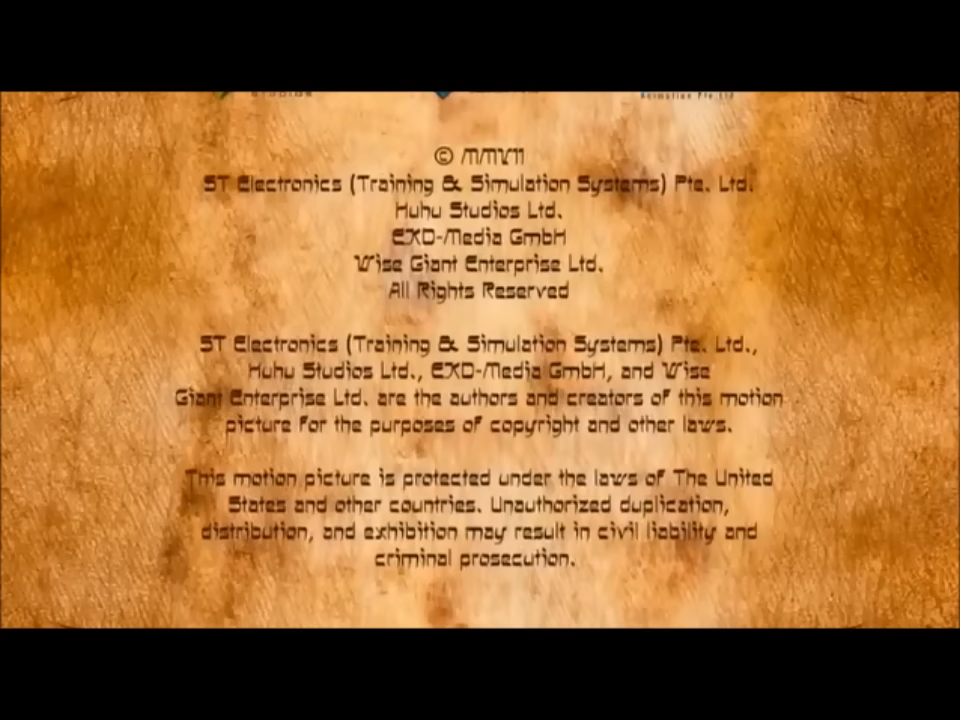 STUDIOS
Animation Pte. Ltd
© MMVII
ST Electronics (Training & Simulation Systems) Pte. Ltd.
Huhu Studios Ltd.
EXD-Media GmbH
Wise Giant Enterprise Ltd.
All Rights Reserved
ST Electronics (Training & Simulation Systems) Pte. Ltd.,
Huhu Studios Ltd., EXD-Media GmbH, and Wise
Giant Enterprise Ltd. are the authors and creators of this motion
picture for the purposes of copyright and other laws.
This motion picture is protected under the laws of The United
States and other countries. Unauthorized duplication,
distribution, and exhibition may result in civil liability and
criminal prosecution.